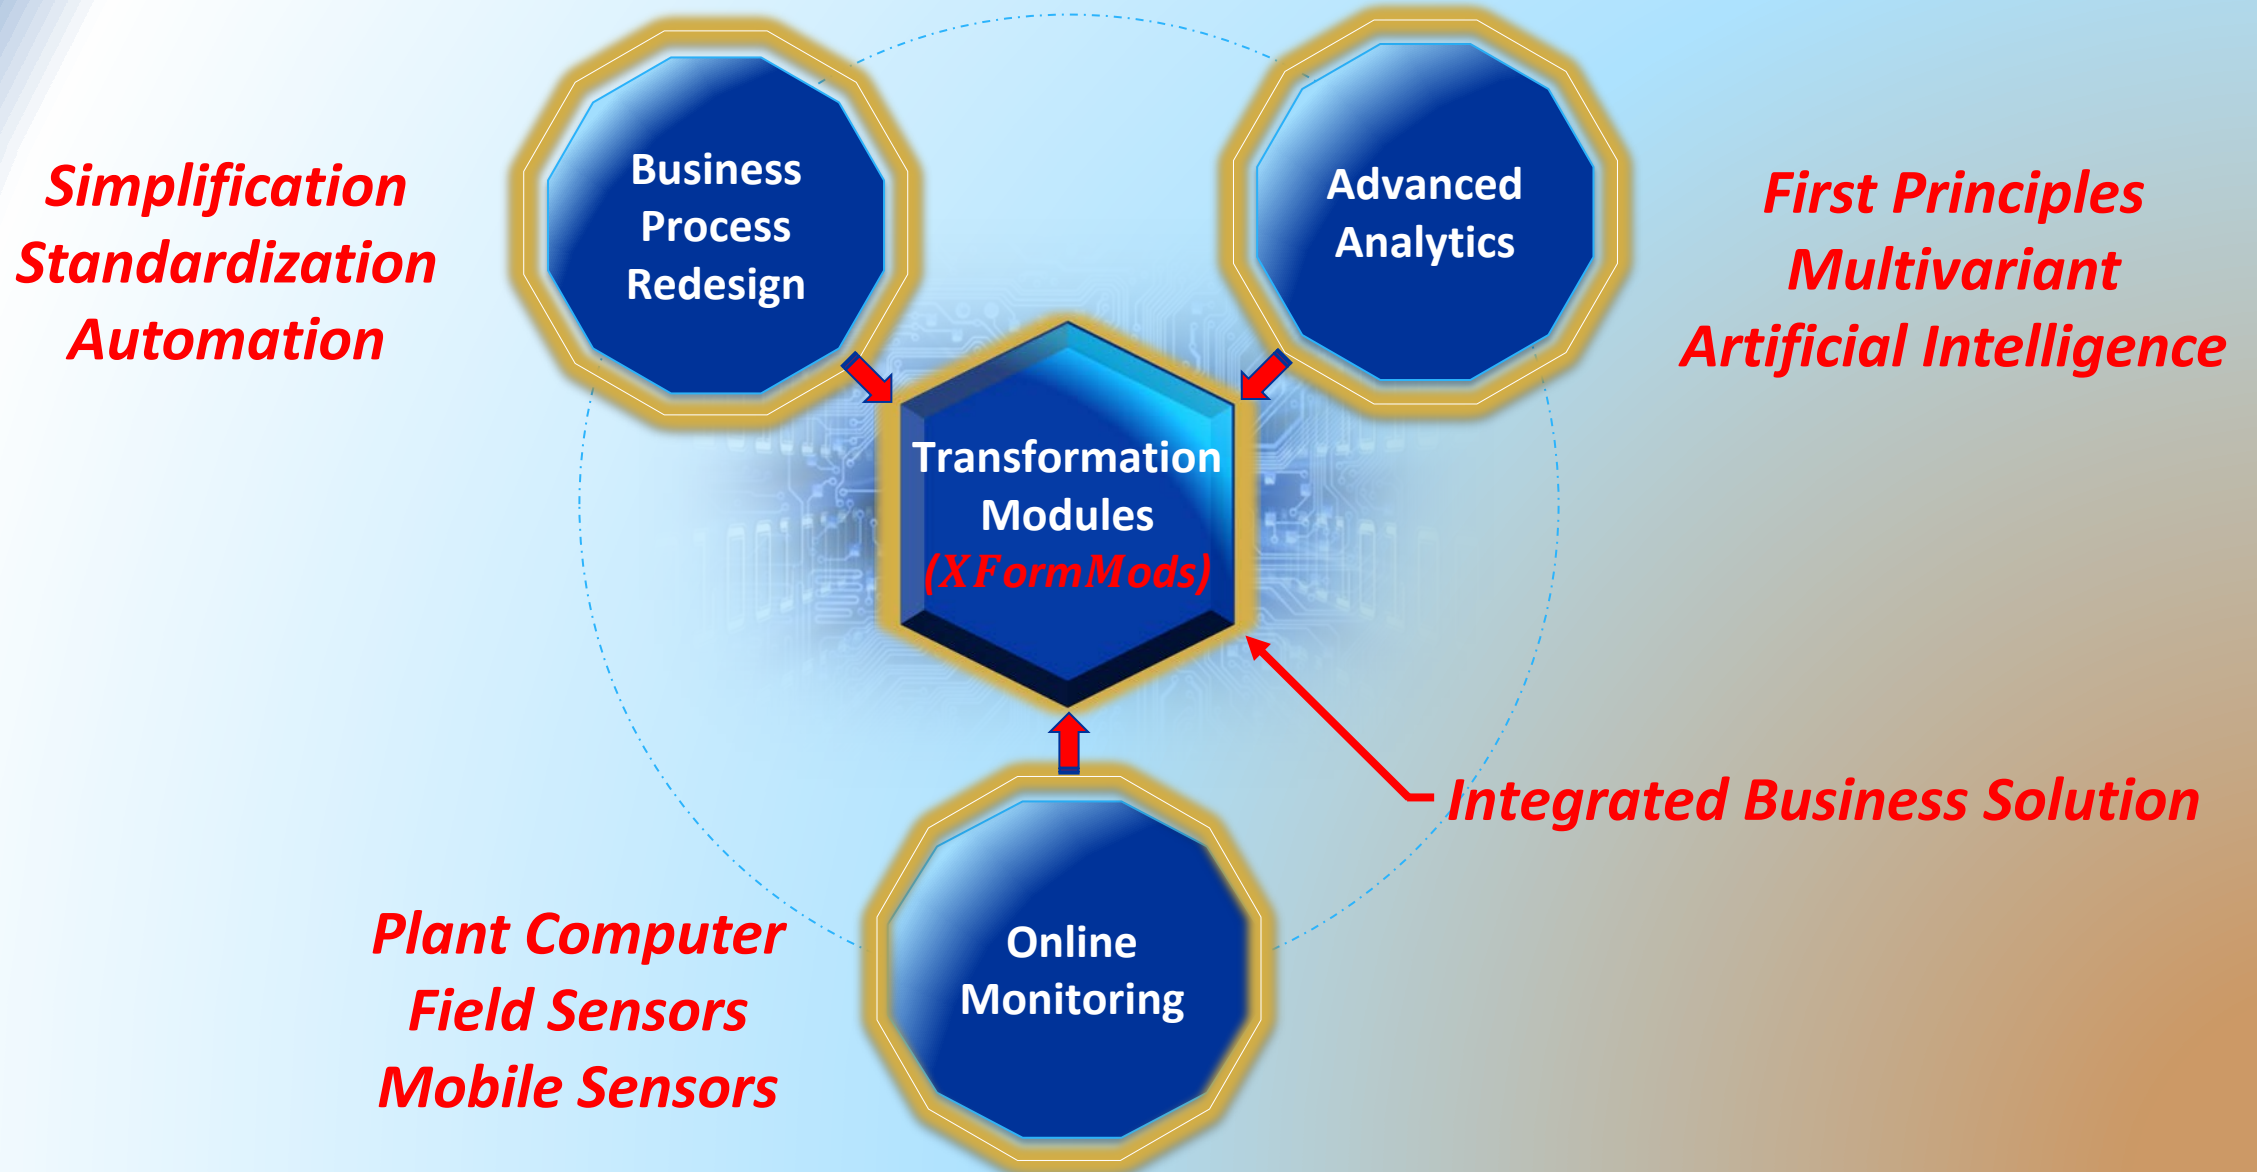 Simplification
Standardization
Automation
Business
Process
Redesign
Advanced
Analytics
First Principles
Multivariant
Artificial Intelligence
Transformation
Modules
(XFormMods)
Integrated Business Solution
Plant Computer
Field Sensors
Mobile Sensors
Online
Monitoring